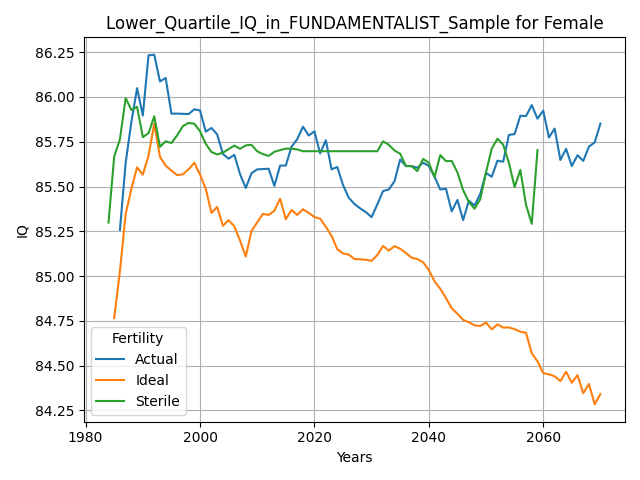 Lower_Quartile_IQ_in_FUNDAMENTALIST_Sample for Female
86.25
86.00
85.75
85.50
85.25
85.00
84.75
84.50
84.25
IQ
Fertility
Actual
Ideal
Sterile
1980
2000
2020
2040
2060
Years